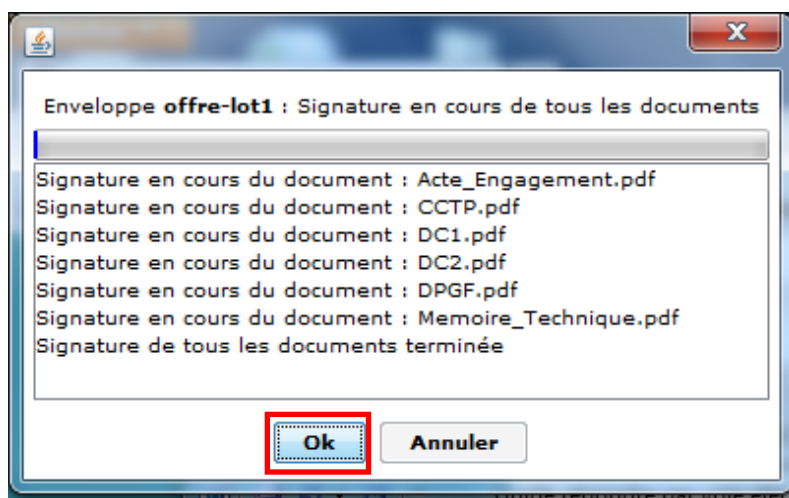 Enveloppe offre-lot1 : Signature en cours de tous les documents
Signature en cours du document : Acte_Engagement.pdf
Signature en cours du document : CCTP.pdf
Signature en cours du document : DC1.pdf
Signature en cours du document : DC2.pdf
Signature en cours du document : DPGF.pdf
Signature en cours du document : Memoire_Technique.pdf
Signature de tous les documents terminée
Ok Annuler